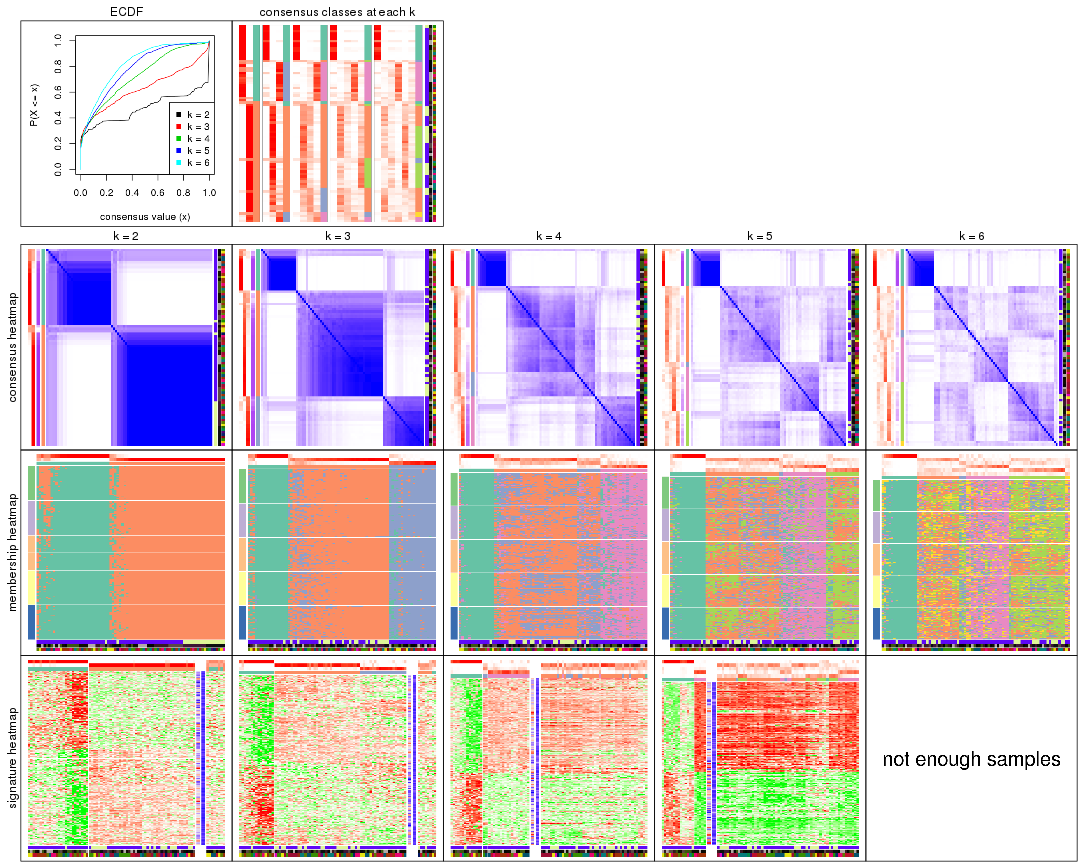 ECDF
consensus classes at each k
P(X <= x)
0.0 0.2 0.4 0.6 0.8 1.0
k = 2
k = 3
k = 4
k = 5
k = 6
0.0 0.2 0.4 0.6 0.8 1.0
consensus value (x)
k = 2
k = 3
k = 4
k = 5
k = 6
consensus heatmap
membership heatmap
signature heatmap
not enough samples